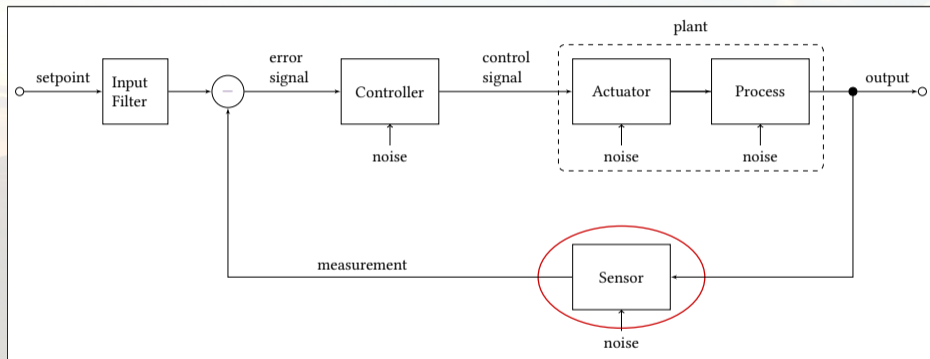 plant
setpoint
Input
Filter
−
error
signal
Controller
noise
control
signal
Actuator
noise
Process
noise
output
measurement
Sensor
noise